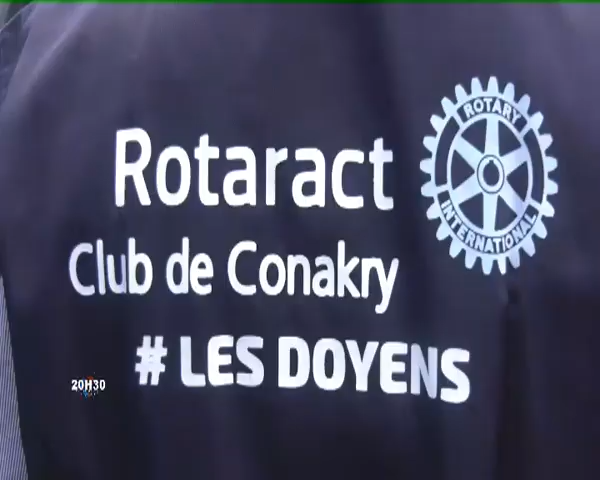 ROTARY
INTERNATIONAL
Rotaract
Club de Conakry
# LES DOYENS
20H30